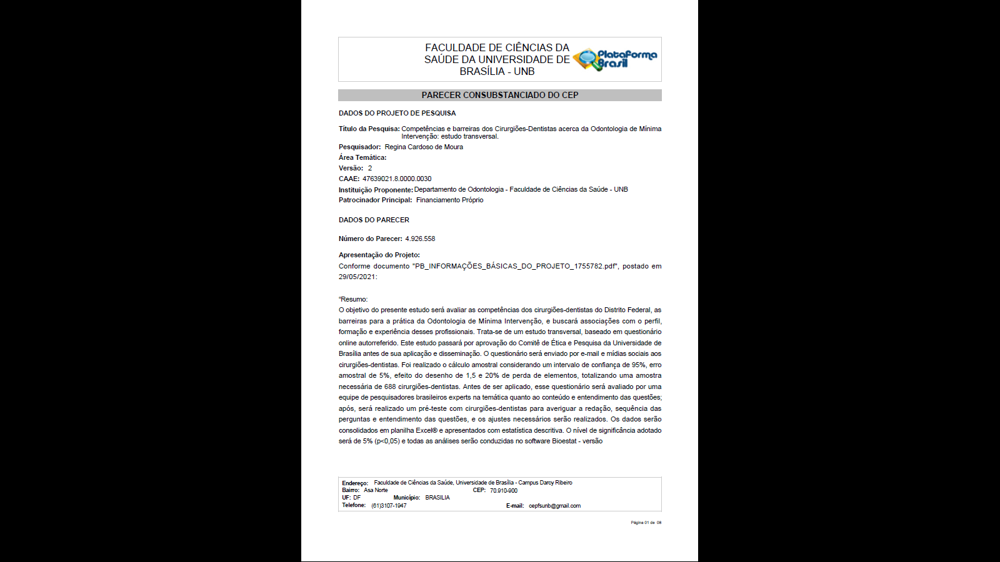 FACULDADE DE CIÊNCIAS DA
SAÚDE DA UNIVERSIDADE DE
BRASÍLIA - UNB
PlataForma
Brasil
PARECER CONSUBSTANCIADO DO CEP
DADOS DO PROJETO DE PESQUISA
Título da Pesquisa: Competências e barreiras dos Cirurgiões-Dentistas acerca da Odontologia de Mínima
Intervenção: estudo transversal.
Pesquisador: Regina Cardoso de Moura
Área Temática:
Versão: 2
CAAE: 47639021.8.0000.0030
Instituição Proponente: Departamento de Odontologia - Faculdade de Ciências da Saúde - UNB
Patrocinador Principal: Financiamento Próprio
DADOS DO PARECER
Número do Parecer: 4.926.558
Apresentação do Projeto:
Conforme documento "PB_INFORMAÇÕES_BÁSICAS_DO_PROJETO_1755782.pdf", postado em
29/05/2021:
“Resumo:
O objetivo do presente estudo será avaliar as competências dos cirurgiões-dentistas do Distrito Federal, as
barreiras para a prática da Odontologia de Mínima Intervenção, e buscará associações com o perfil,
formação e experiência desses profissionais. Trata-se de um estudo transversal, baseado em questionário
online autorreferido. Este estudo passará por aprovação do Comitê de Ética e Pesquisa da Universidade de
Brasília antes de sua aplicação e disseminação. O questionário será enviado por e-mail e mídias sociais aos
cirurgiões-dentistas. Foi realizado o cálculo amostral considerando um intervalo de confiança de 95%, erro
amostral de 5%, efeito do desenho de 1,5 e 20% de perda de elementos, totalizando uma amostra
necessária de 688 cirurgiões-dentistas. Antes de ser aplicado, esse questionário será avaliado por uma
equipe de pesquisadores brasileiros experts na temática quanto ao conteúdo e entendimento das questões;
após, será realizado um pré-teste com cirurgiões-dentistas para averiguar a redação, sequência das
perguntas e entendimento das questões, e os ajustes necessários serão realizados. Os dados serão
consolidados em planilha Excel® e apresentados com estatística descritiva. O nível de significância adotado
será de 5% (p<0,05) e todas as análises serão conduzidas no software Bioestat - versão
Endereço: Faculdade de Ciências da Saúde, Universidade de Brasília - Campus Darcy Ribeiro
Bairro: Asa Norte CEP: 70.910-900
UF: DF Município: BRASILIA
Telefone: (61)3107-1947 E-mail: cepfsunb@gmail.com
Página 01 de 08